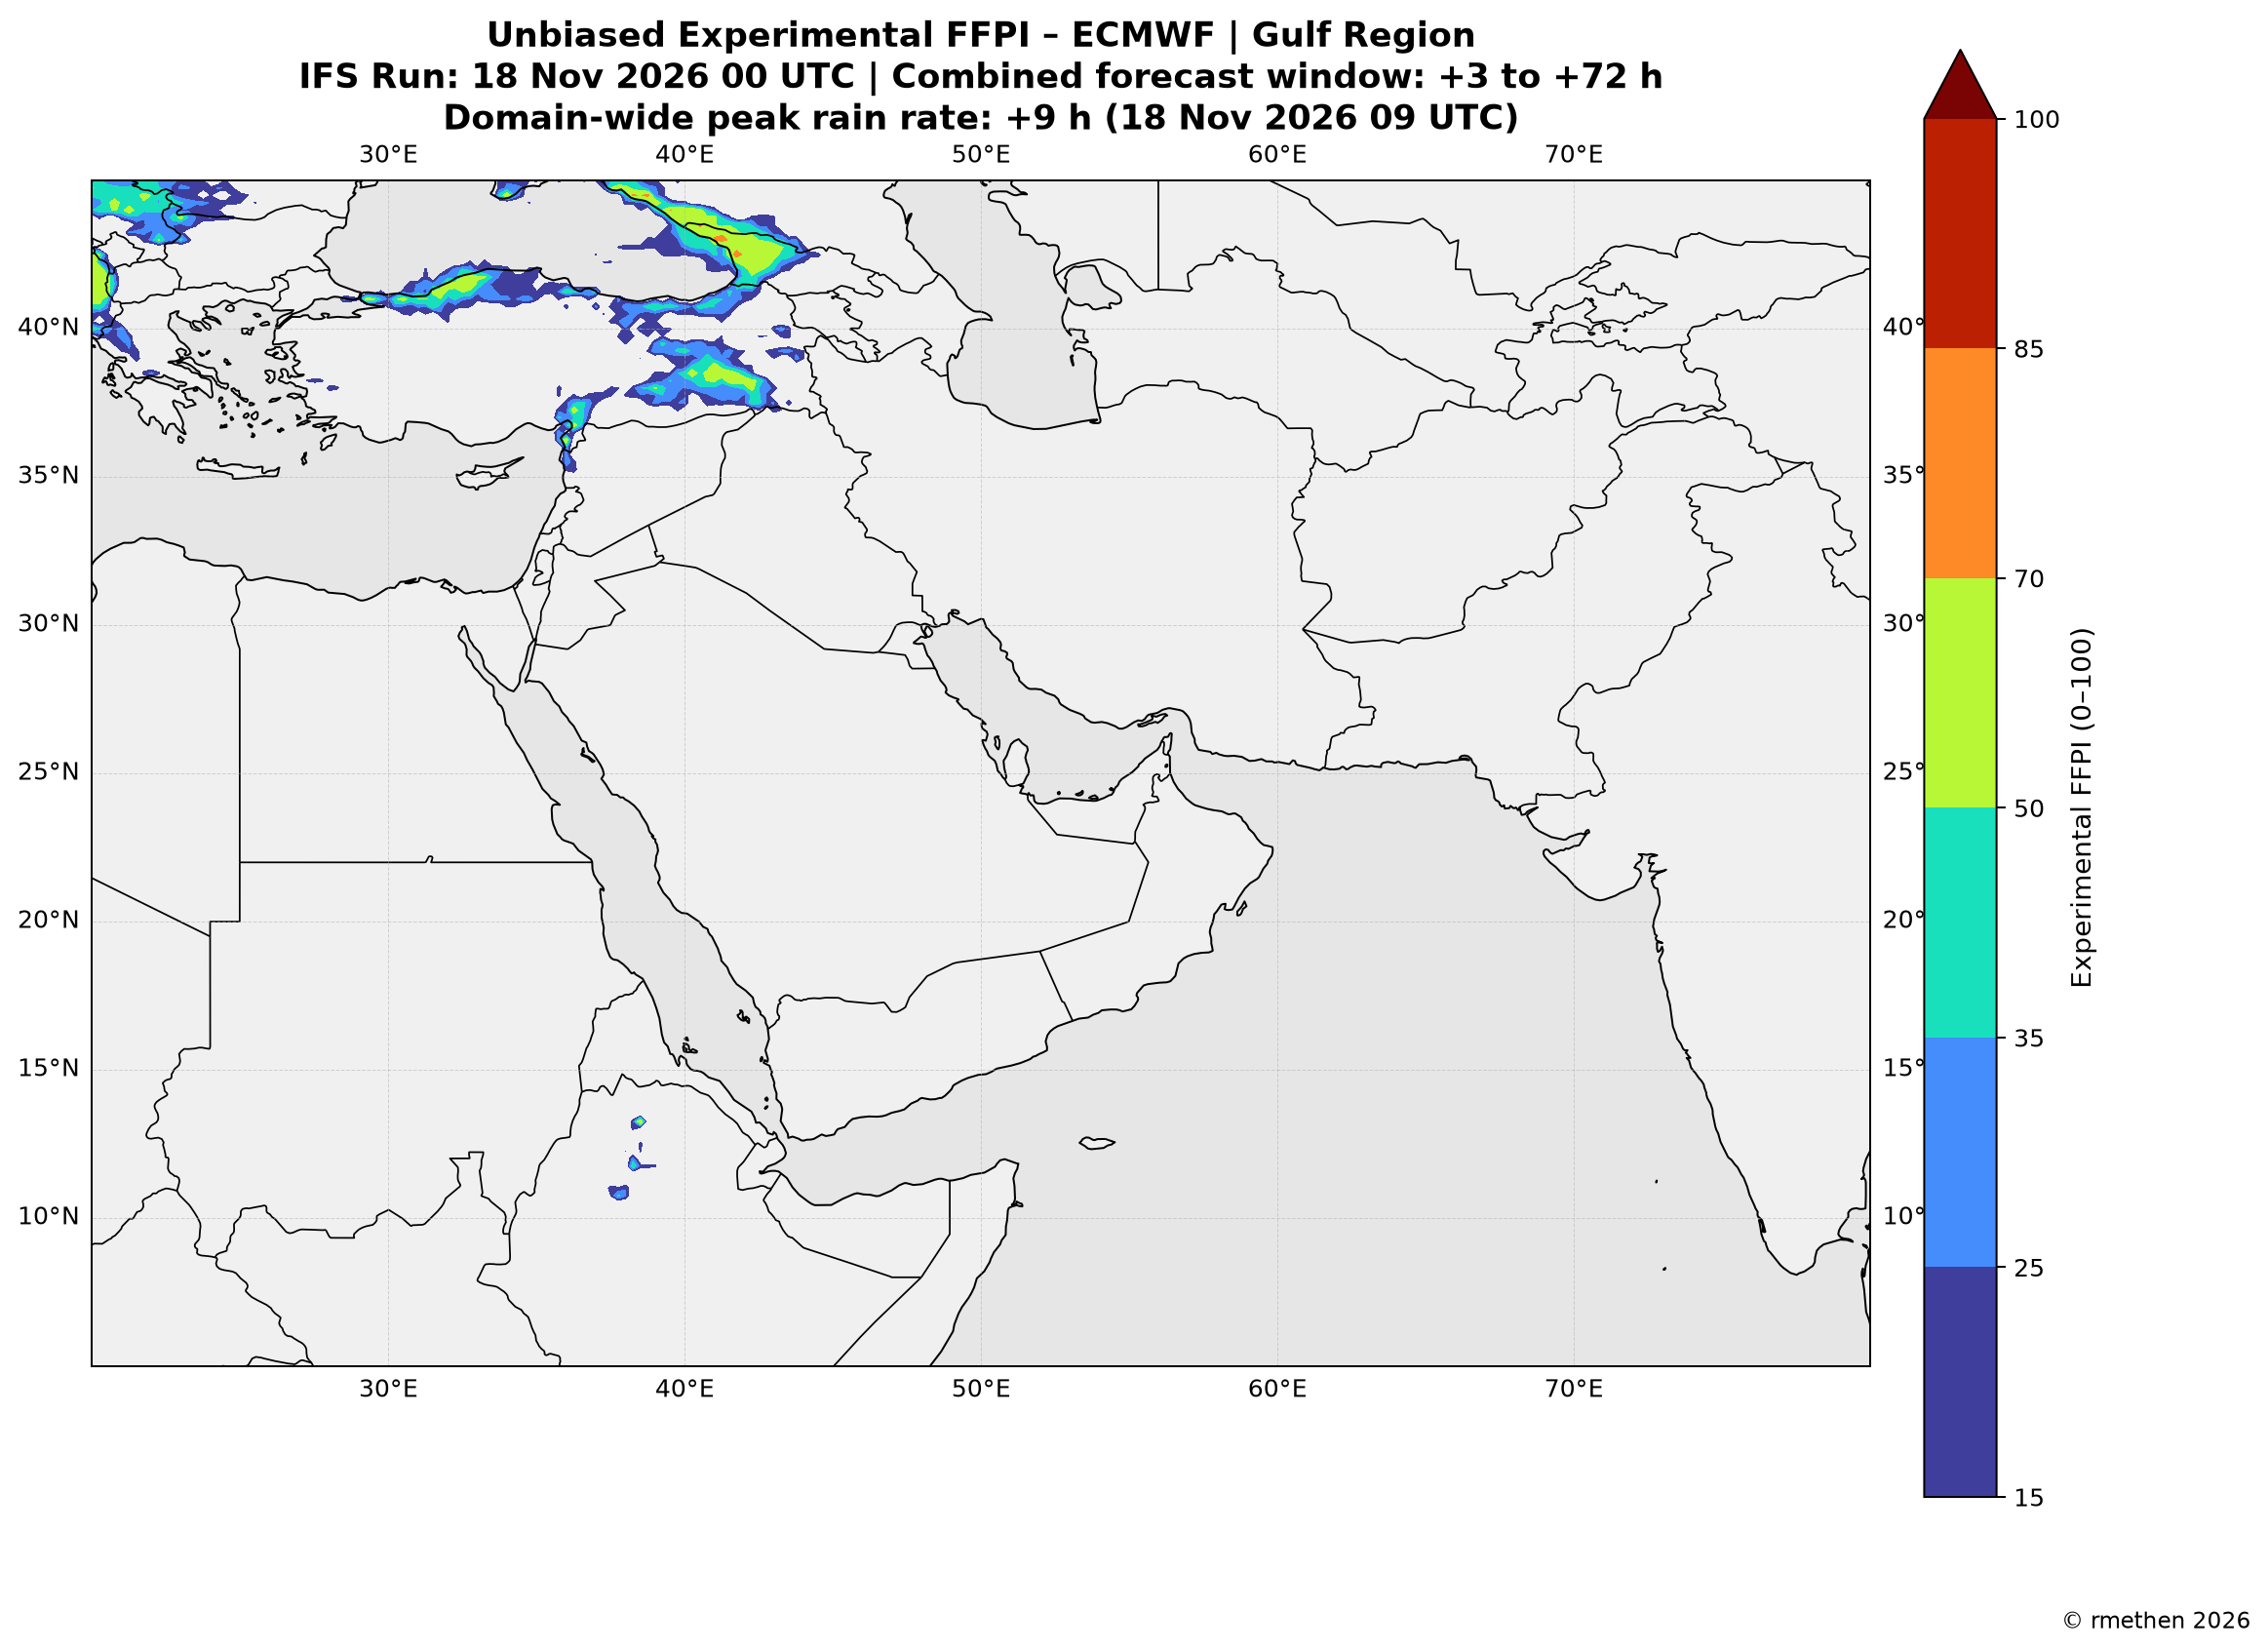 Unbiased Experimental FFPI – ECMWF | Gulf Region
IFS Run: 18 Nov 2026 00 UTC | Combined forecast window: +3 to +72 h
Domain-wide peak rain rate: +9 h (18 Nov 2026 09 UTC)
30°E 40°E 50°E 60°E 70°E
40°N 40°
35°N 35°
30°N 30°
25°N 25°
20°N 20°
15°N 15°
10°N 10°
30°E 40°E 50°E 60°E 70°E
100
85
70
50
35
25
15
Experimental FFPI (0–100)
© rmethen 2026